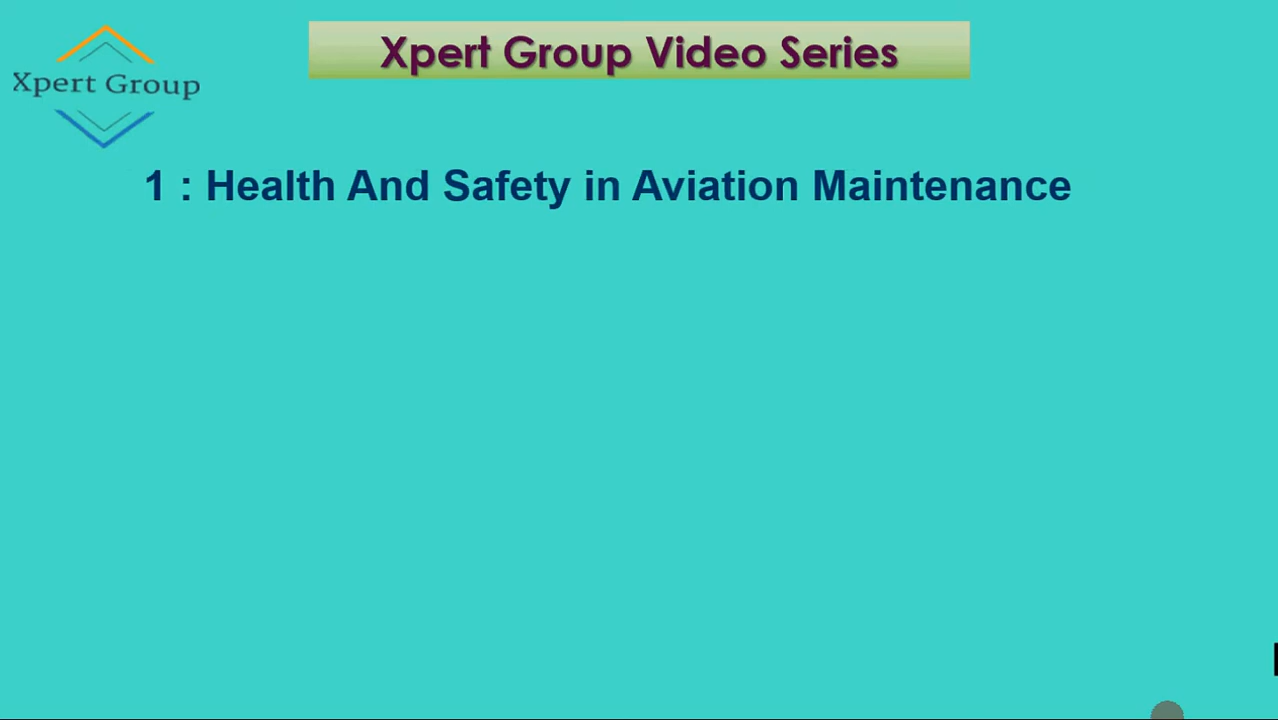 Xpert Group Video Series
Xpert Group
1 : Health And Safety in Aviation Maintenance